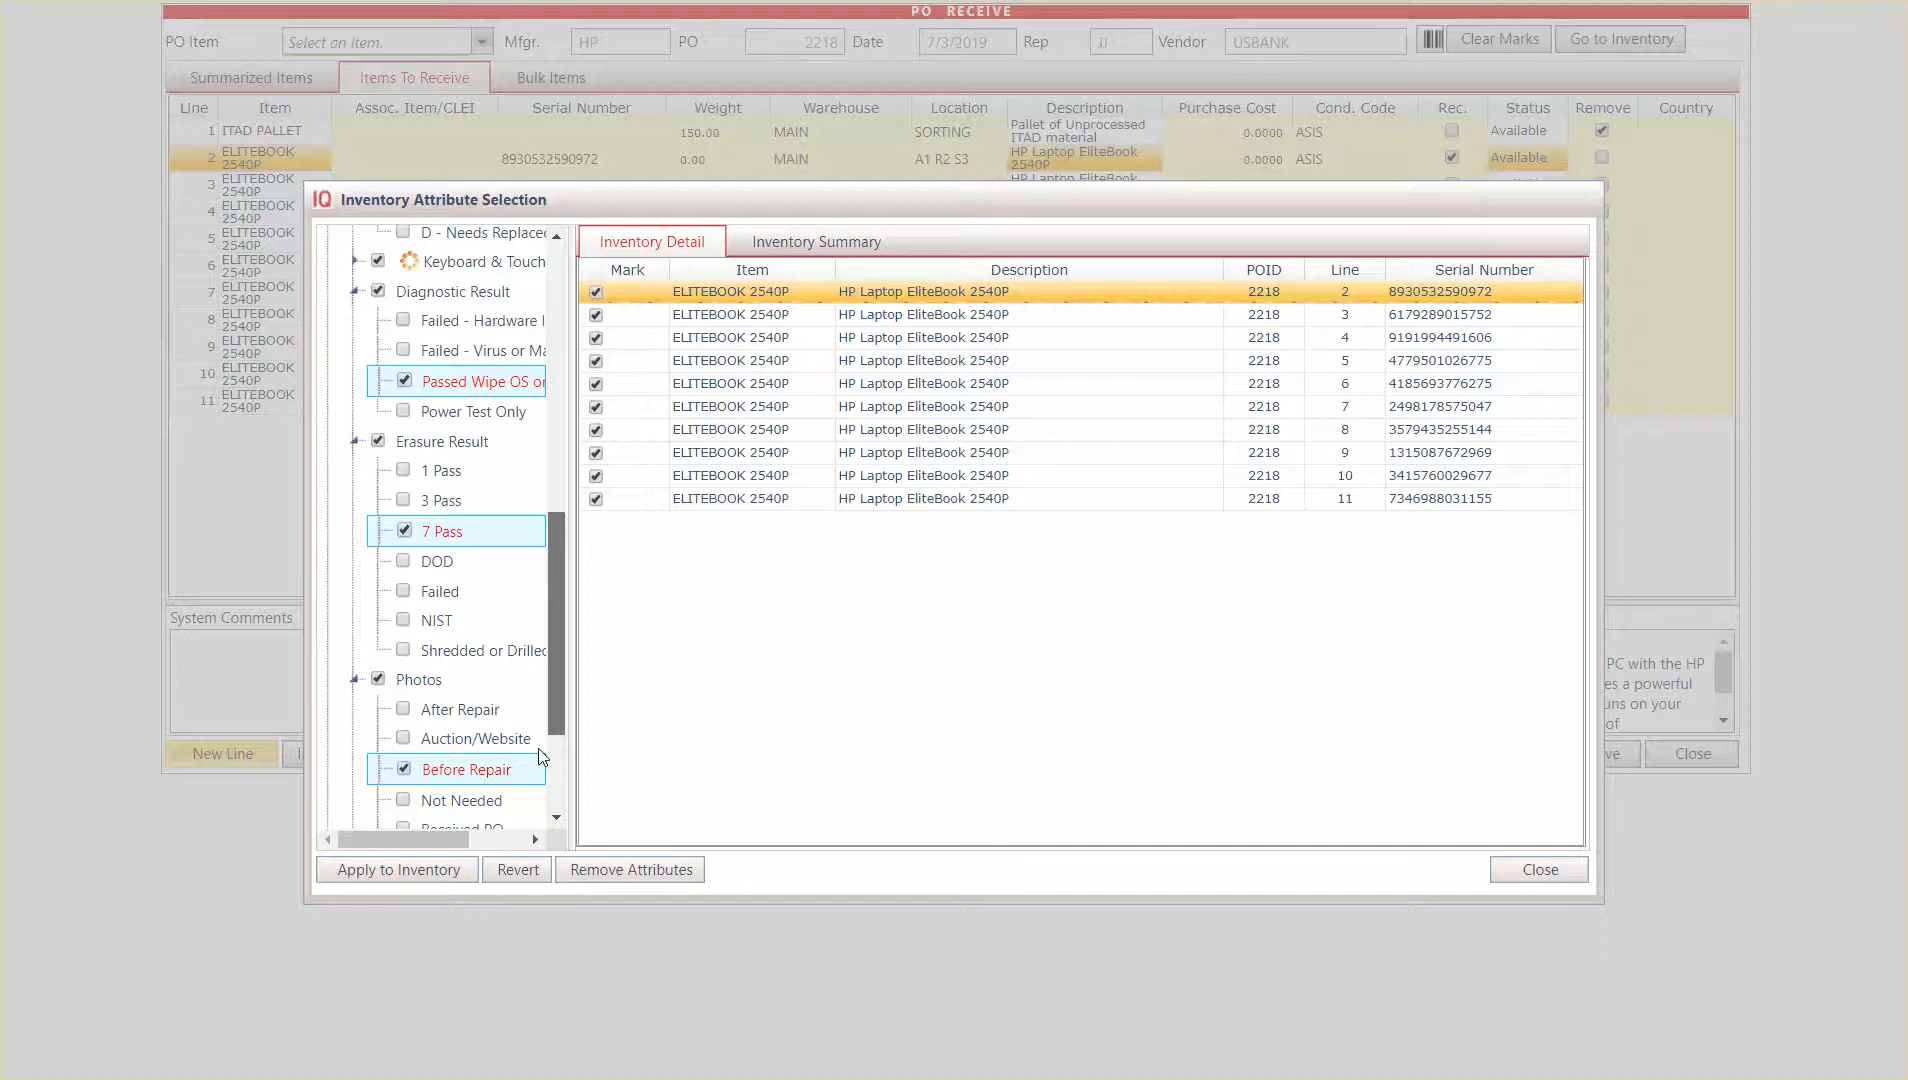 PO RECEIVE
PO Item Select an item. Mfgr. HP PO 2218 Date 7/3/2019 Rep JJ Vendor USBANK Clear Marks Go to Inventory
Summarized Items Items To Receive Bulk Items
Line Item Assoc. Item/CLEI Serial Number Weight Warehouse Location Description Purchase Cost Cond. Code Rec. Status Remove Country
1 ITAD PALLET 150.00 MAIN SORTING Pallet of Unprocessed ITAD material 0.0000 ASIS Available
2 ELITEBOOK 2540P 8930532590972 0.00 MAIN A1 R2 S3 HP Laptop EliteBook 2540P 0.0000 ASIS Available
3 ELITEBOOK 2540P HP Laptop EliteBook
4 ELITEBOOK 2540P
5 ELITEBOOK 2540P
6 ELITEBOOK 2540P
7 ELITEBOOK 2540P
8 ELITEBOOK 2540P
9 ELITEBOOK 2540P
10 ELITEBOOK 2540P
11 ELITEBOOK 2540P
System Comments
PC with the HP
es a powerful
uns on your
of
New Line
ve Close
IQ Inventory Attribute Selection
D - Needs Replaced
Keyboard & Touch
Diagnostic Result
Failed - Hardware I
Failed - Virus or Ma
Passed Wipe OS or
Power Test Only
Erasure Result
1 Pass
3 Pass
7 Pass
DOD
Failed
NIST
Shredded or Drilled
Photos
After Repair
Auction/Website
Before Repair
Not Needed
Received PO
Inventory Detail Inventory Summary
Mark Item Description POID Line Serial Number
ELITEBOOK 2540P HP Laptop EliteBook 2540P 2218 2 8930532590972
ELITEBOOK 2540P HP Laptop EliteBook 2540P 2218 3 6179289015752
ELITEBOOK 2540P HP Laptop EliteBook 2540P 2218 4 9191994491606
ELITEBOOK 2540P HP Laptop EliteBook 2540P 2218 5 4779501026775
ELITEBOOK 2540P HP Laptop EliteBook 2540P 2218 6 4185693776275
ELITEBOOK 2540P HP Laptop EliteBook 2540P 2218 7 2498178575047
ELITEBOOK 2540P HP Laptop EliteBook 2540P 2218 8 3579435255144
ELITEBOOK 2540P HP Laptop EliteBook 2540P 2218 9 1315087672969
ELITEBOOK 2540P HP Laptop EliteBook 2540P 2218 10 3415760029677
ELITEBOOK 2540P HP Laptop EliteBook 2540P 2218 11 7346988031155
Apply to Inventory Revert Remove Attributes Close